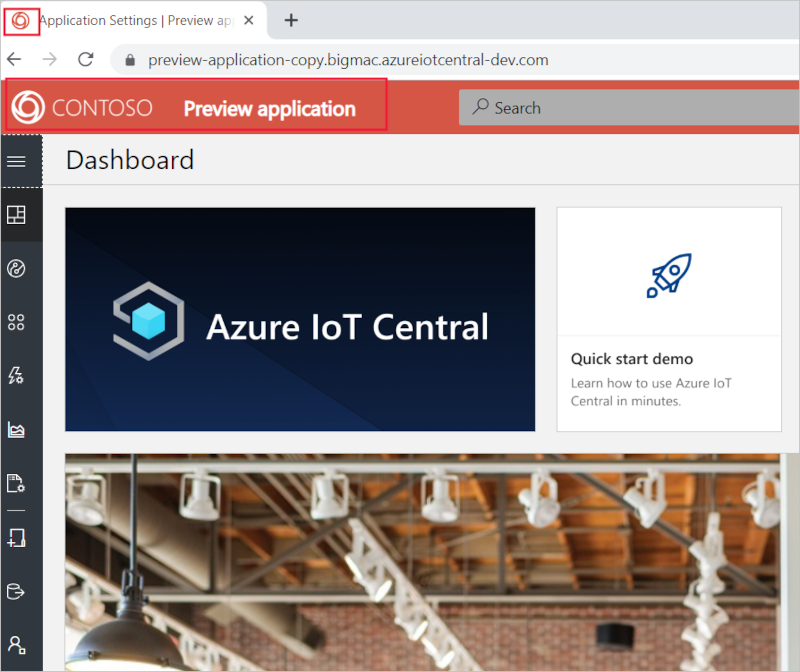 Application Settings | Preview ap
preview-application-copy.bigmac.azureiotcentral-dev.com
CONTOSO Preview application
Search
Dashboard
Azure IoT Central
Quick start demo
Learn how to use Azure IoT
Central in minutes.